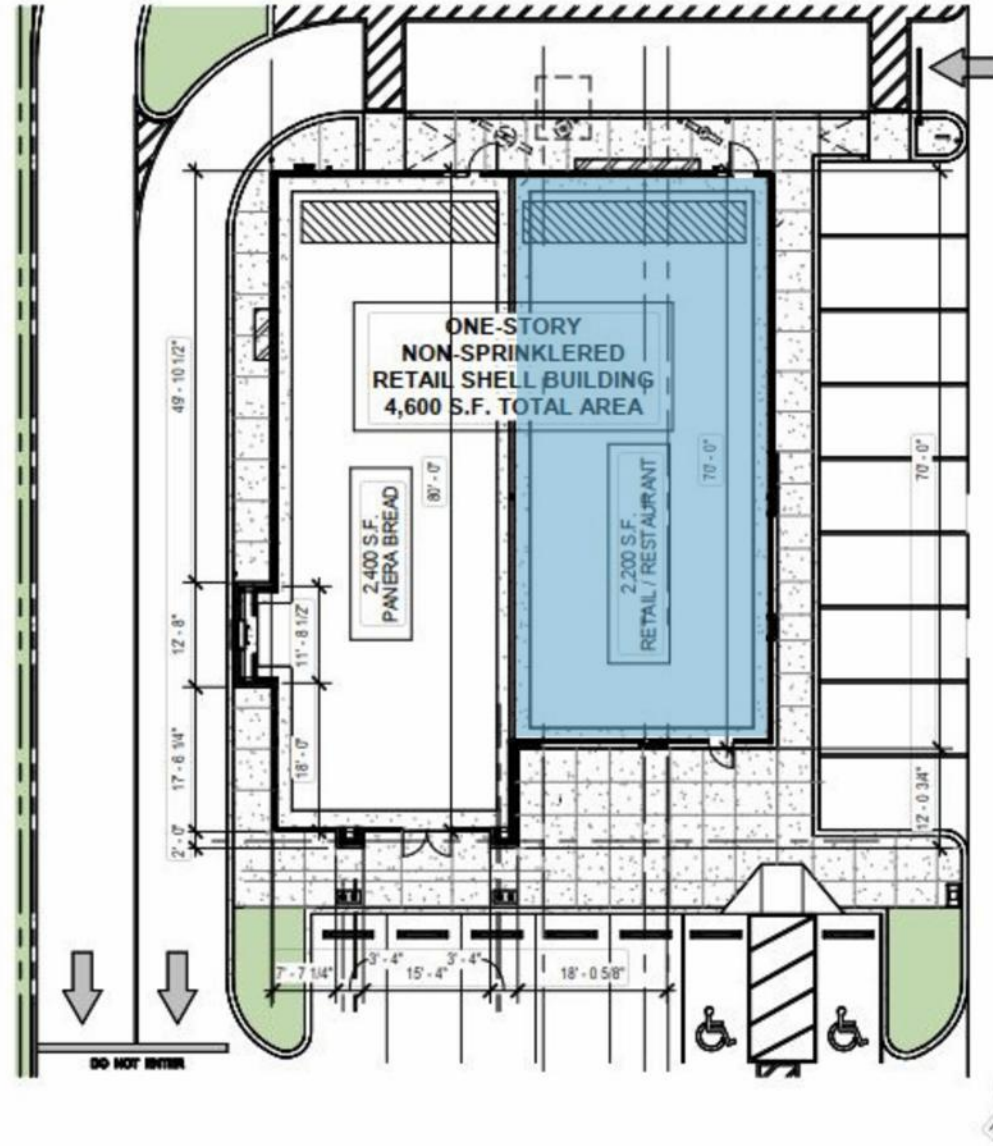 ONE-STORY
NON-SPRINKLERED
RETAIL SHELL BUILDING
4,600 S.F. TOTAL AREA
49' - 10 1/2"
80' - 0"
70' - 0"
70' - 0"
2,400 S.F.
PANERA BREAD
2,200 S.F.
RETAIL / RESTAURANT
12' - 8"
11' - 8 1/2"
17' - 6 1/4"
18' - 0"
2' - 0"
12' - 0 3/4"
7' - 7 1/4"
3' - 4"
3' - 4"
15' - 4"
18' - 0 5/8"
DO NOT ENTER